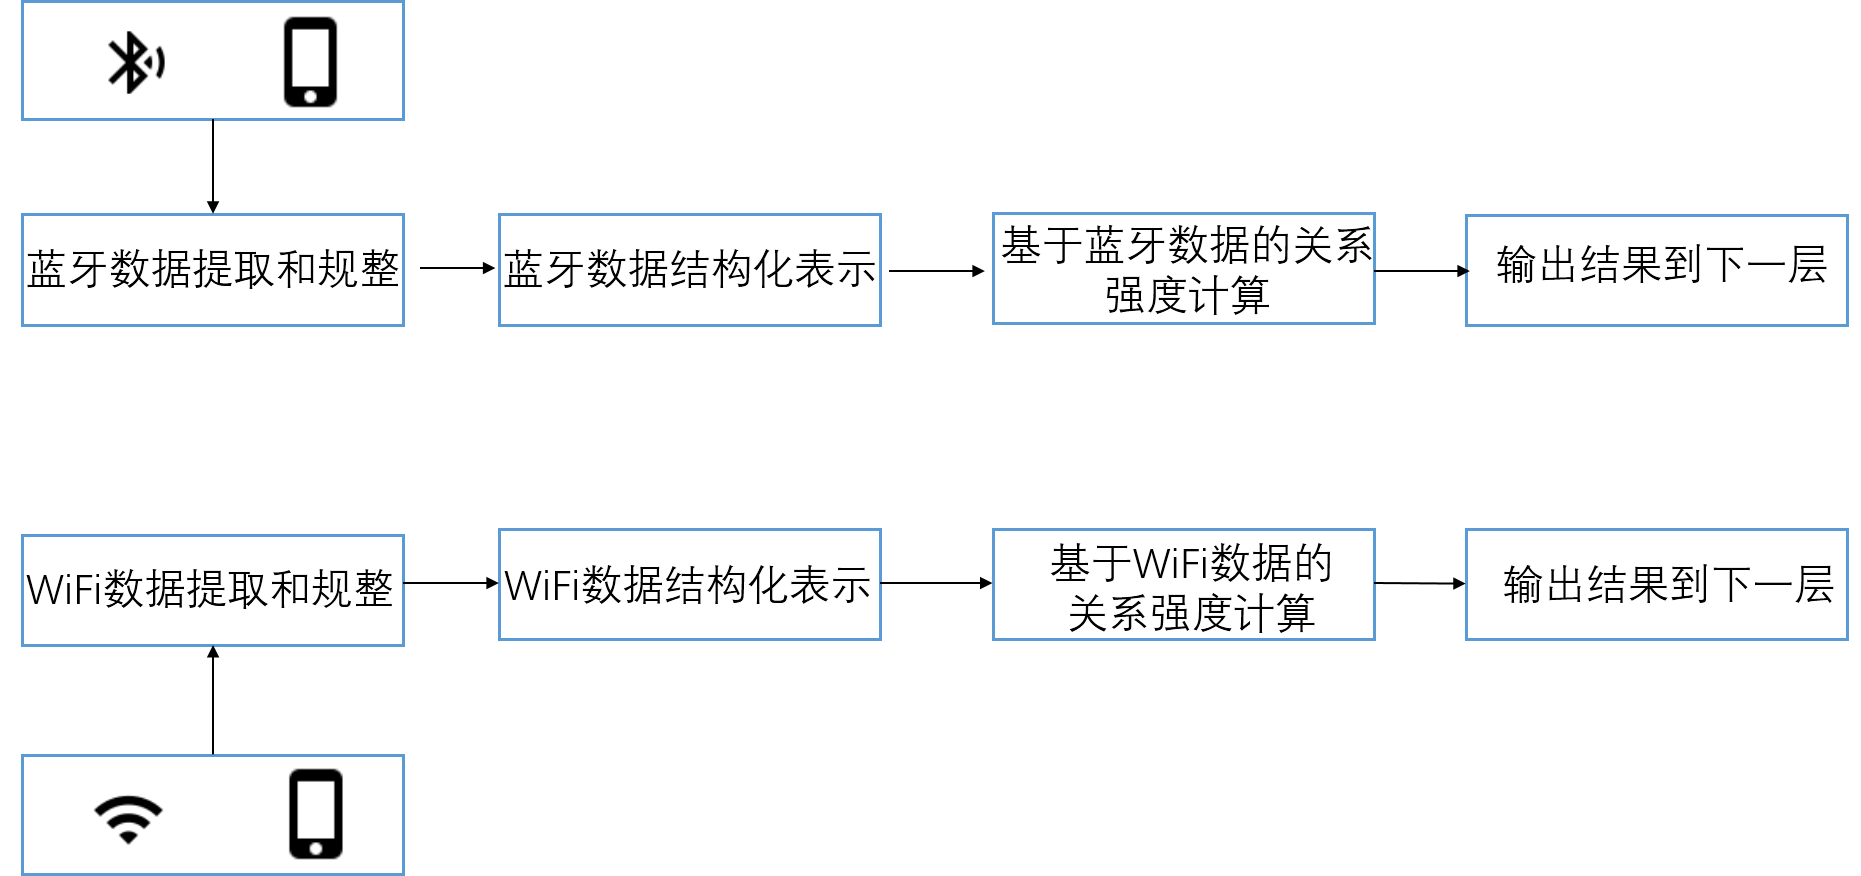 蓝牙数据提取和规整
蓝牙数据结构化表示
基于蓝牙数据的关系
强度计算
输出结果到下一层
WiFi数据提取和规整
WiFi数据结构化表示
基于WiFi数据的
关系强度计算
输出结果到下一层